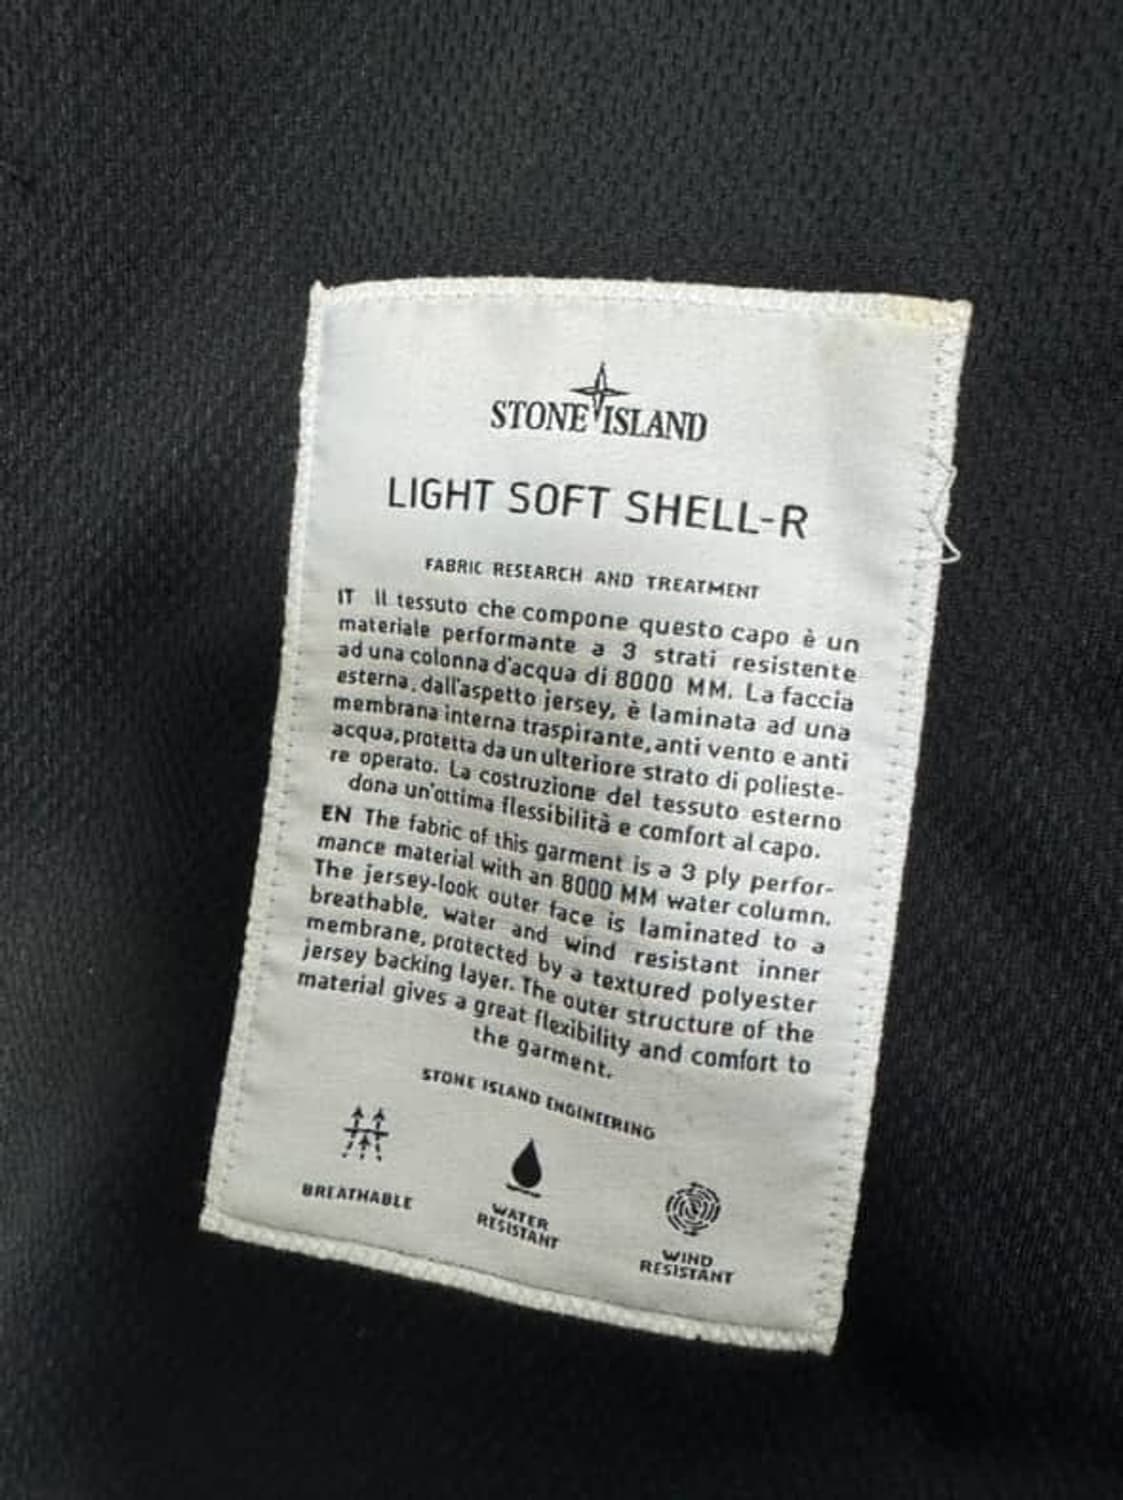 STONE ISLAND
LIGHT SOFT SHELL-R
FABRIC RESEARCH AND TREATMENT
IT Il tessuto che compone questo capo è un
materiale performante a 3 strati resistente
ad una colonna d'acqua di 8000 MM. La faccia
esterna, dall'aspetto jersey, è laminata ad una
membrana interna traspirante, anti vento e anti
acqua, protetta da un ulteriore strato di polieste-
re operato. La costruzione del tessuto esterno
dona un'ottima flessibilità e comfort al capo.
EN The fabric of this garment is a 3 ply perfor-
mance material with an 8000 MM water column.
The jersey-look outer face is laminated to a
breathable, water and wind resistant inner
membrane, protected by a textured polyester
jersey backing layer. The outer structure of the
material gives a great flexibility and comfort to
the garment.
STONE ISLAND ENGINEERING
BREATHABLE
WATER
RESISTANT
WIND
RESISTANT